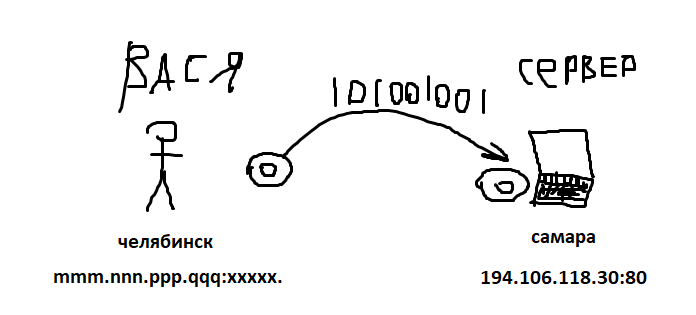 ВАСЯ
СЕРВЕР
101001001
челябинск
самара
mmm.nnn.ppp.qqq:xxxxx.
194.106.118.30:80